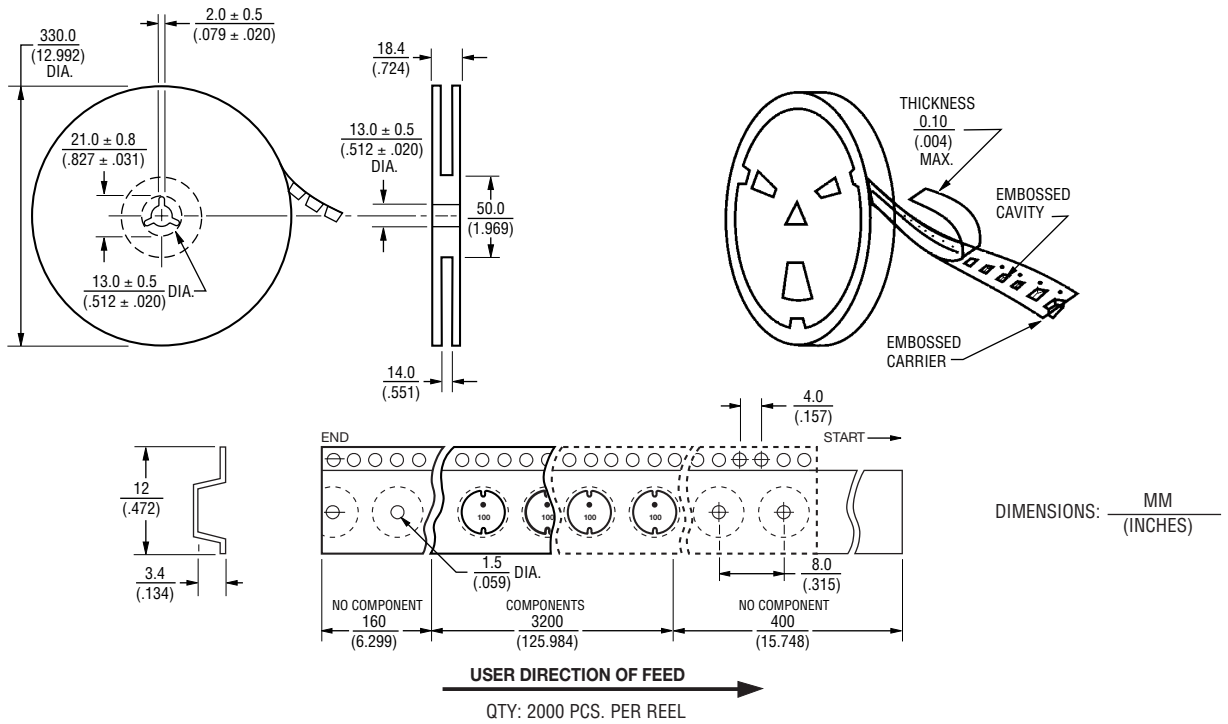 2.0 ± 0.5
(.079 ± .020)
330.0
(12.992)
DIA.
18.4
(.724)
21.0 ± 0.8
(.827 ± .031)
13.0 ± 0.5
(.512 ± .020)
DIA.
50.0
(1.969)
13.0 ± 0.5
(.512 ± .020)
DIA.
14.0
(.551)
THICKNESS
0.10
(.004)
MAX.
EMBOSSED
CAVITY
EMBOSSED
CARRIER
4.0
(.157)
END
START
12
(.472)
100
100
100
100
DIMENSIONS:
MM
(INCHES)
3.4
(.134)
1.5
(.059)
DIA.
8.0
(.315)
NO COMPONENT
160
(6.299)
COMPONENTS
3200
(125.984)
NO COMPONENT
400
(15.748)
USER DIRECTION OF FEED
QTY: 2000 PCS. PER REEL